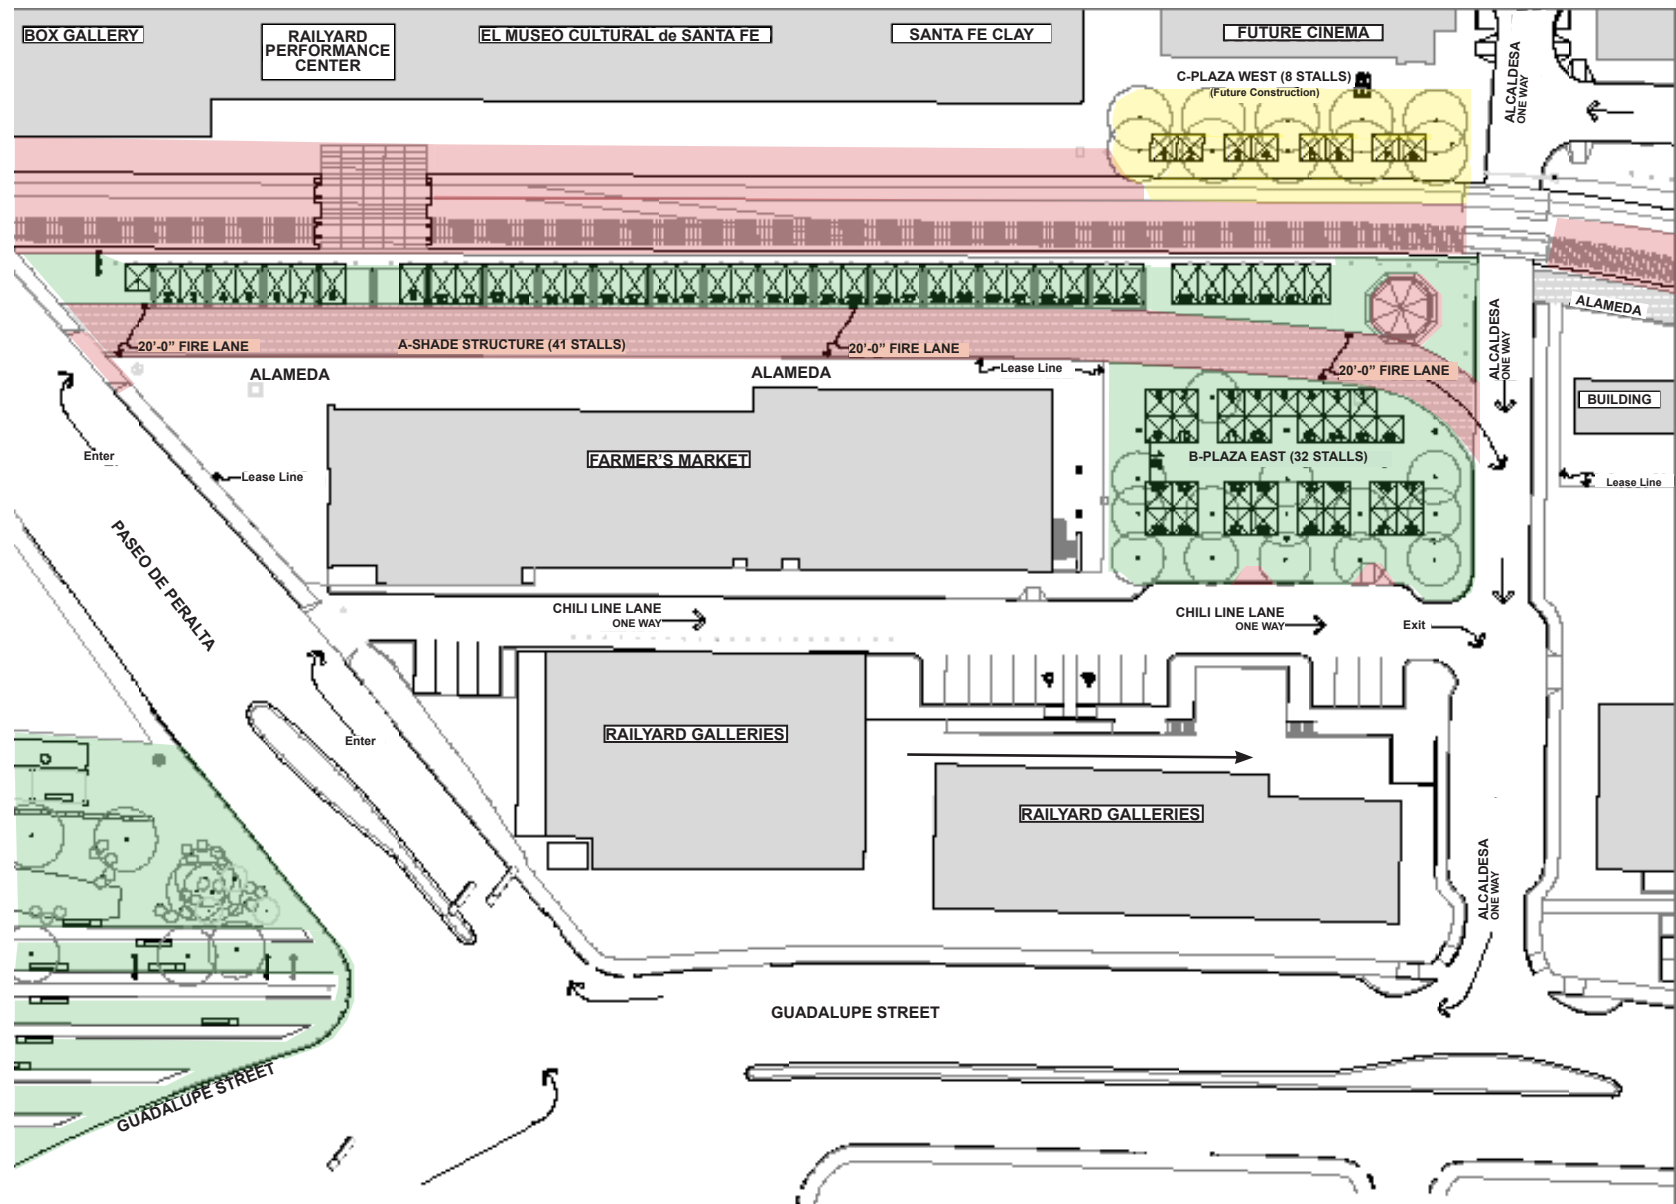 BOX GALLERY
RAILYARD
PERFORMANCE
CENTER
EL MUSEO CULTURAL de SANTA FE
SANTA FE CLAY
FUTURE CINEMA
C-PLAZA WEST (8 STALLS)
(Future Construction)
ALCALDESA
ONE WAY
20'-0" FIRE LANE
A-SHADE STRUCTURE (41 STALLS)
20'-0" FIRE LANE
20'-0" FIRE LANE
ALAMEDA
ALAMEDA
Lease Line
ALAMEDA
ALCALDESA
ONE WAY
BUILDING
Enter
Lease Line
FARMER'S MARKET
B-PLAZA EAST (32 STALLS)
Lease Line
PASEO DE PERALTA
CHILI LINE LANE
ONE WAY
CHILI LINE LANE
ONE WAY
Exit
Enter
RAILYARD GALLERIES
RAILYARD GALLERIES
ALCALDESA
ONE WAY
GUADALUPE STREET
GUADALUPE STREET